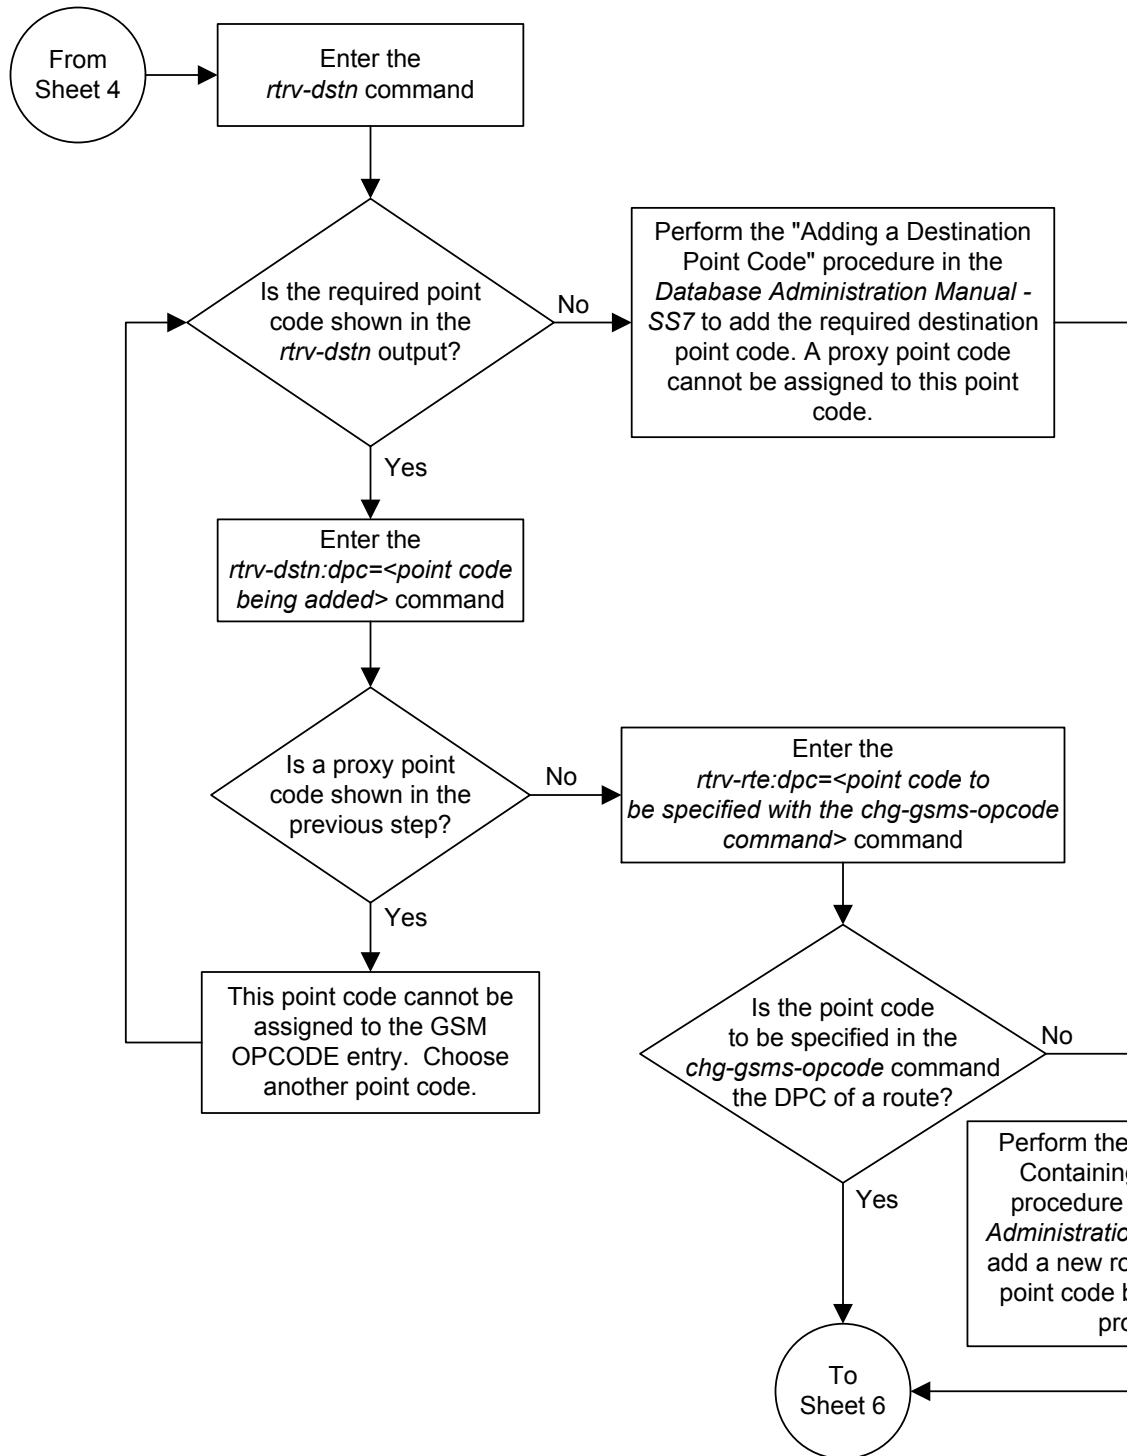 From
Sheet 4
Enter the
rtrv-dstn command
Is the required point
code shown in the
rtrv-dstn output?
No
Perform the "Adding a Destination
Point Code" procedure in the
Database Administration Manual -
SS7 to add the required destination
point code. A proxy point code
cannot be assigned to this point
code.
Yes
Enter the
rtrv-dstn:dpc=<point code
being added> command
Is a proxy point
code shown in the
previous step?
No
Enter the
rtrv-rte:dpc=<point code to
be specified with the chg-gsms-opcode
command> command
Yes
This point code cannot be
assigned to the GSM
OPCODE entry.  Choose
another point code.
Is the point code
to be specified in the
chg-gsms-opcode command
the DPC of a route?
No
Yes
Perform the
Containing
procedure
Administratio
add a new ro
point code b
pro
To
Sheet 6